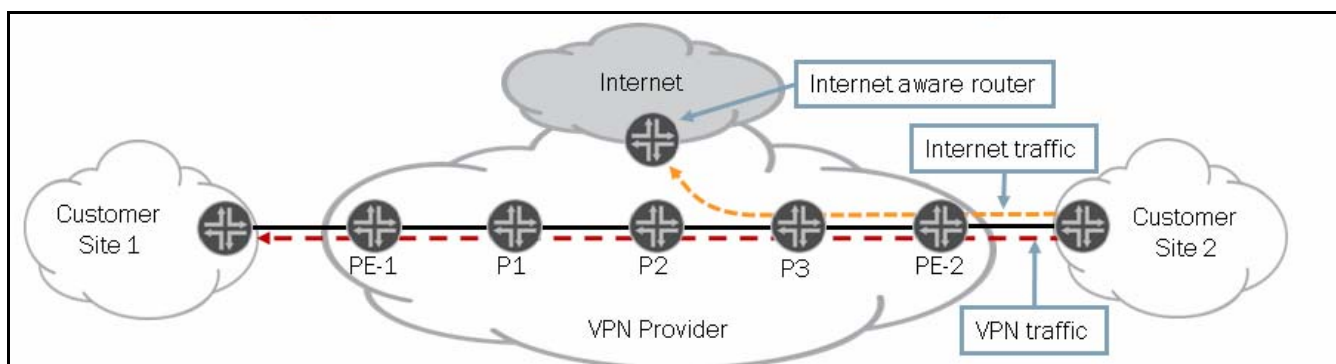 Internet
Internet aware router
Internet traffic
Customer
Site 1
Customer
Site 2
PE-1
P1
P2
P3
PE-2
VPN Provider
VPN traffic